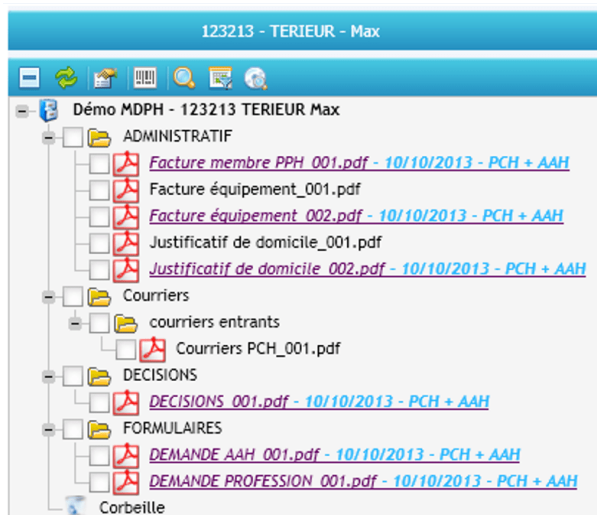 123213 - TERIEUR - Max
Démo MDPH - 123213 TERIEUR Max
ADMINISTRATIF
Facture membre PPH_001.pdf - 10/10/2013 - PCH + AAH
Facture équipement_001.pdf
Facture équipement_002.pdf - 10/10/2013 - PCH + AAH
Justificatif de domicile_001.pdf
Justificatif de domicile_002.pdf - 10/10/2013 - PCH + AAH
Courriers
courriers entrants
Courriers PCH_001.pdf
DECISIONS
DECISIONS_001.pdf - 10/10/2013 - PCH + AAH
FORMULAIRES
DEMANDE AAH_001.pdf - 10/10/2013 - PCH + AAH
DEMANDE PROFESSION_001.pdf - 10/10/2013 - PCH + AAH
Corbeille